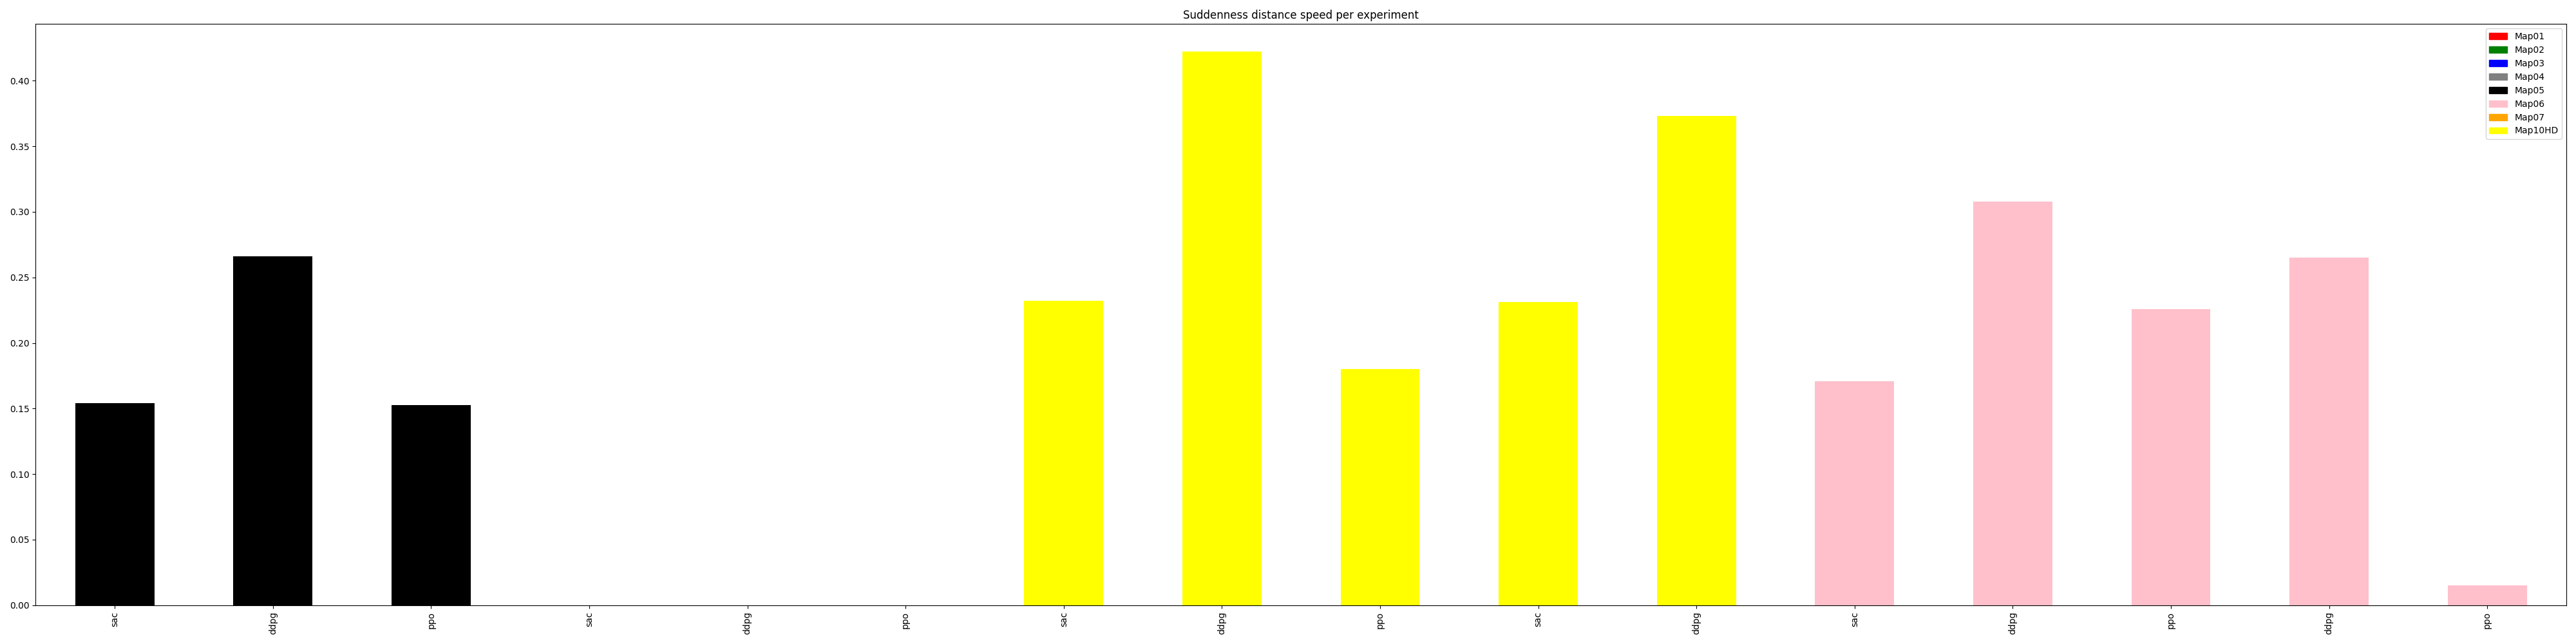 Suddenness distance speed per experiment
Map01
Map02
Map03
Map04
Map05
Map06
Map07
Map10HD
0.40
0.35
0.30
0.25
0.20
0.15
0.10
0.05
0.00
sac
ddpg
ppo
sac
ddpg
ppo
sac
ddpg
ppo
sac
ddpg
sac
ddpg
ppo
ddpg
ppo